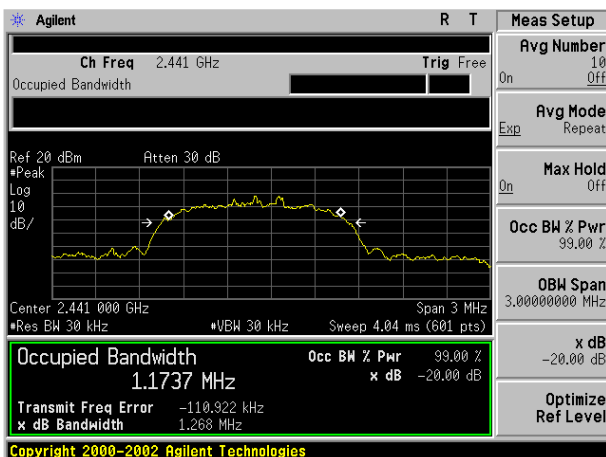 Agilent R T Meas Setup
Ch Freq 2.441 GHz Trig Free
Occupied Bandwidth
Ref 20 dBm Atten 30 dB
#Peak
Log
10
dB/
Center 2.441 000 GHz Span 3 MHz
#Res BW 30 kHz #VBW 30 kHz Sweep 4.04 ms (601 pts)
Occupied Bandwidth
1.1737 MHz
Occ BW % Pwr 99.00 %
x dB -20.00 dB
Transmit Freq Error -110.922 kHz
x dB Bandwidth 1.268 MHz
Copyright 2000-2002 Agilent Technologies
Avg Number
10
On Off
Avg Mode
Exp Repeat
Max Hold
On Off
Occ BW % Pwr
99.00 %
OBW Span
3.00000000 MHz
x dB
-20.00 dB
Optimize
Ref Level